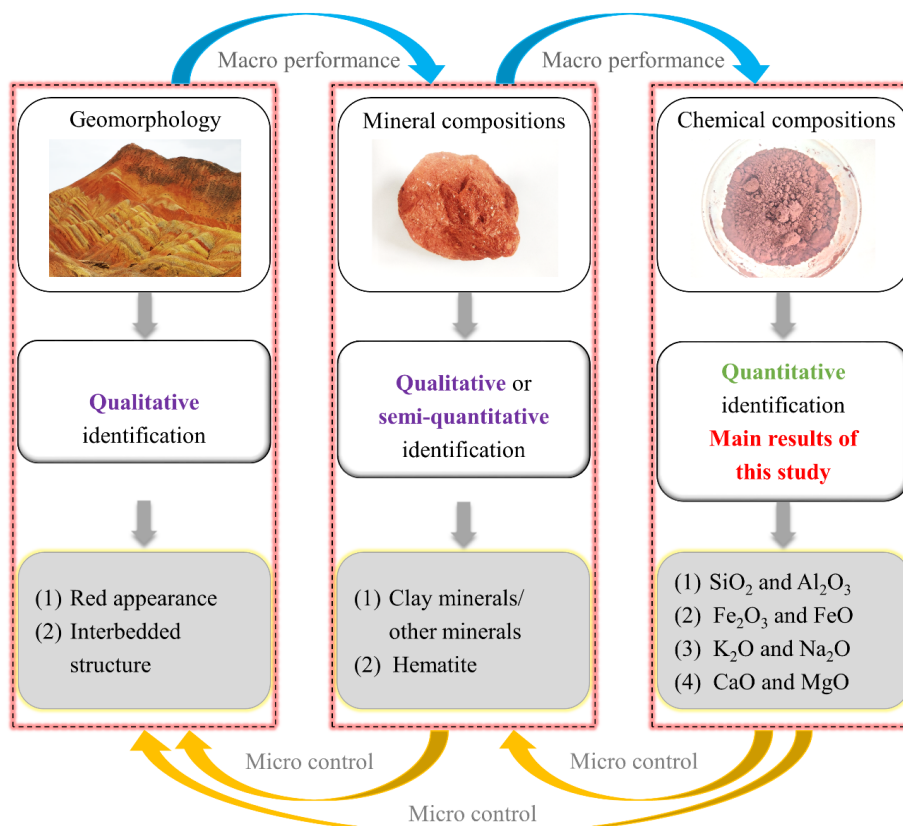 Macro performance
Macro performance
Geomorphology
Qualitative
identification
(1) Red appearance
(2) Interbedded
structure
Mineral compositions
Qualitative or
semi-quantitative
identification
(1) Clay minerals/
other minerals
(2) Hematite
Chemical compositions
Quantitative
identification
Main results of
this study
(1) SiO₂ and Al₂O₃
(2) Fe₂O₃ and FeO
(3) K₂O and Na₂O
(4) CaO and MgO
Micro control
Micro control
Micro control